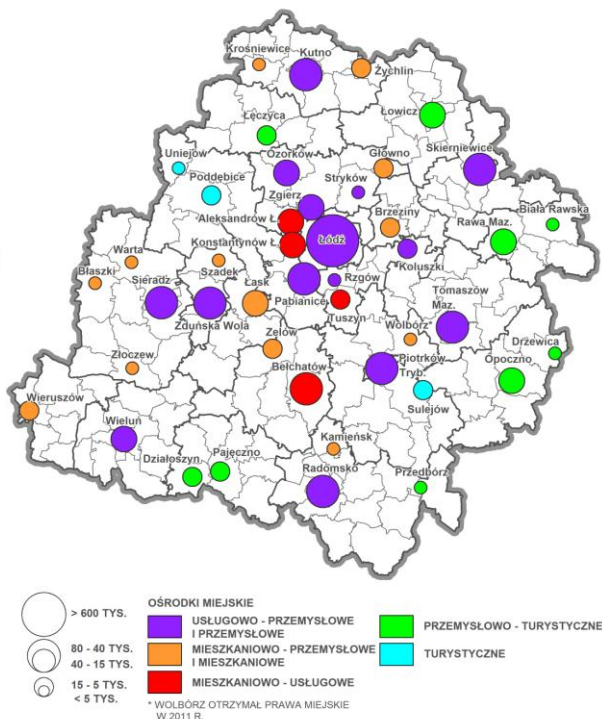 Krośniewice
Kutno
Żychlin
Łęczyca
Łowicz
Uniejów
Ozorków
Główno
Skierniewice
Poddębice
Stryków
Zgierz
Biała Rawska
Aleksandrów Ł.
Brzeziny
Rawa Maz.
Konstantynów Ł.
Łódź
Warta
Szadek
Koluszki
Błaszki
Sieradz
Łask
Rzgów
Tomaszów
Maz.
Zduńska Wola
Pabianice
Tuszyn
Wolbórz*
Drzewica
Złoczew
Zelów
Piotrków
Tryb.
Opoczno
Bełchatów
Wieruszów
Sulejów
Wieluń
Kamieńsk
Działoszyn
Pajęczno
Radomsko
Przedbórz
> 600 TYS.
80 - 40 TYS.
40 - 15 TYS.
15 - 5 TYS.
< 5 TYS.
OŚRODKI MIEJSKIE
USŁUGOWO - PRZEMYSŁOWE
I PRZEMYSŁOWE
MIESZKANIOWO - PRZEMYSŁOWE
I MIESZKANIOWE
MIESZKANIOWO - USŁUGOWE
PRZEMYSŁOWO - TURYSTYCZNE
TURYSTYCZNE
* WOLBÓRZ OTRZYMAŁ PRAWA MIEJSKIE
W 2011 R.